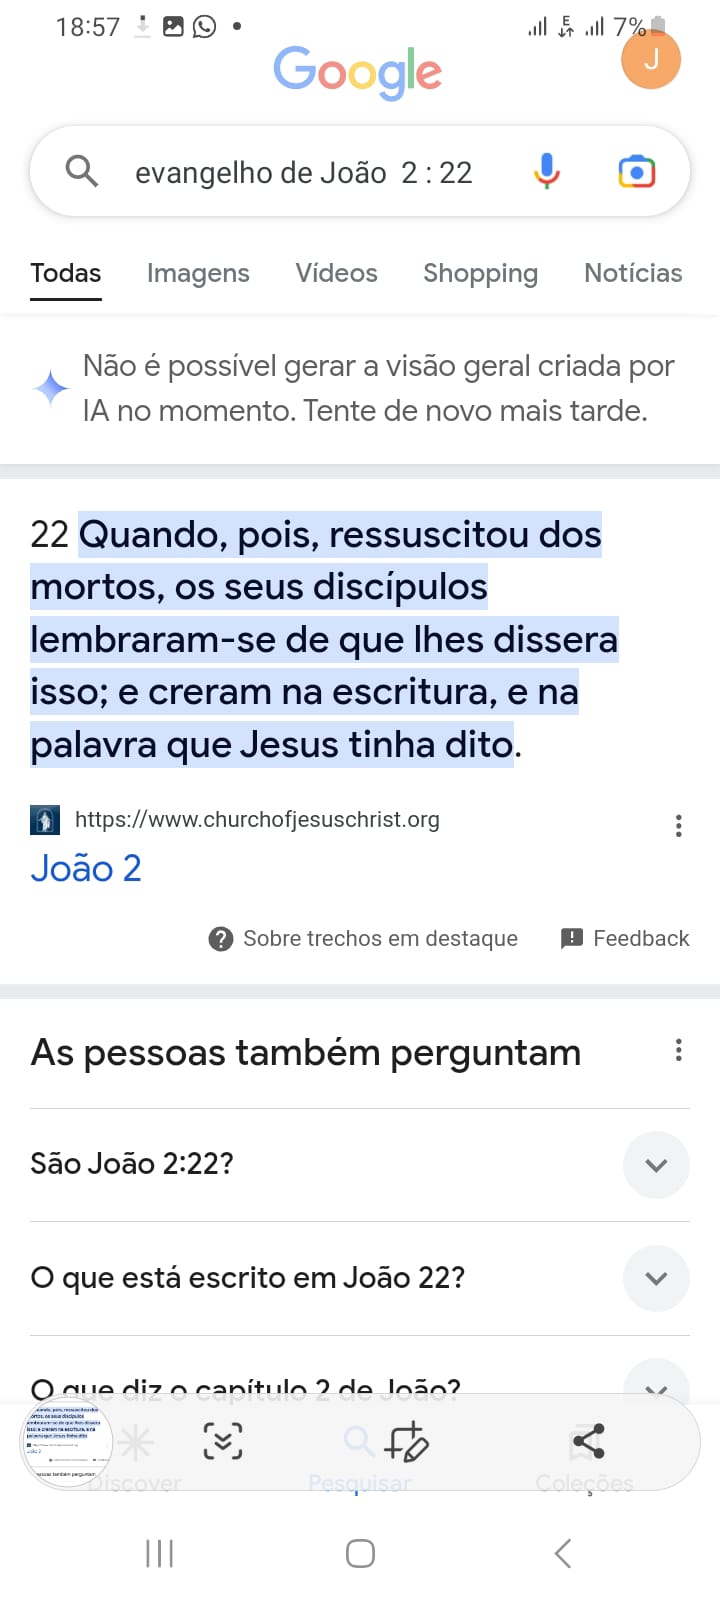 18:57
7%
Google
J
evangelho de João 2 : 22
Todas Imagens Vídeos Shopping Notícias
Não é possível gerar a visão geral criada por
IA no momento. Tente de novo mais tarde.
22 Quando, pois, ressuscitou dos
mortos, os seus discípulos
lembraram-se de que lhes dissera
isso; e creram na escritura, e na
palavra que Jesus tinha dito.
https://www.churchofjesuschrist.org
João 2
Sobre trechos em destaque Feedback
As pessoas também perguntam
São João 2:22?
O que está escrito em João 22?
O que diz o capítulo 2 de João?
Discover Pesquisar Coleções